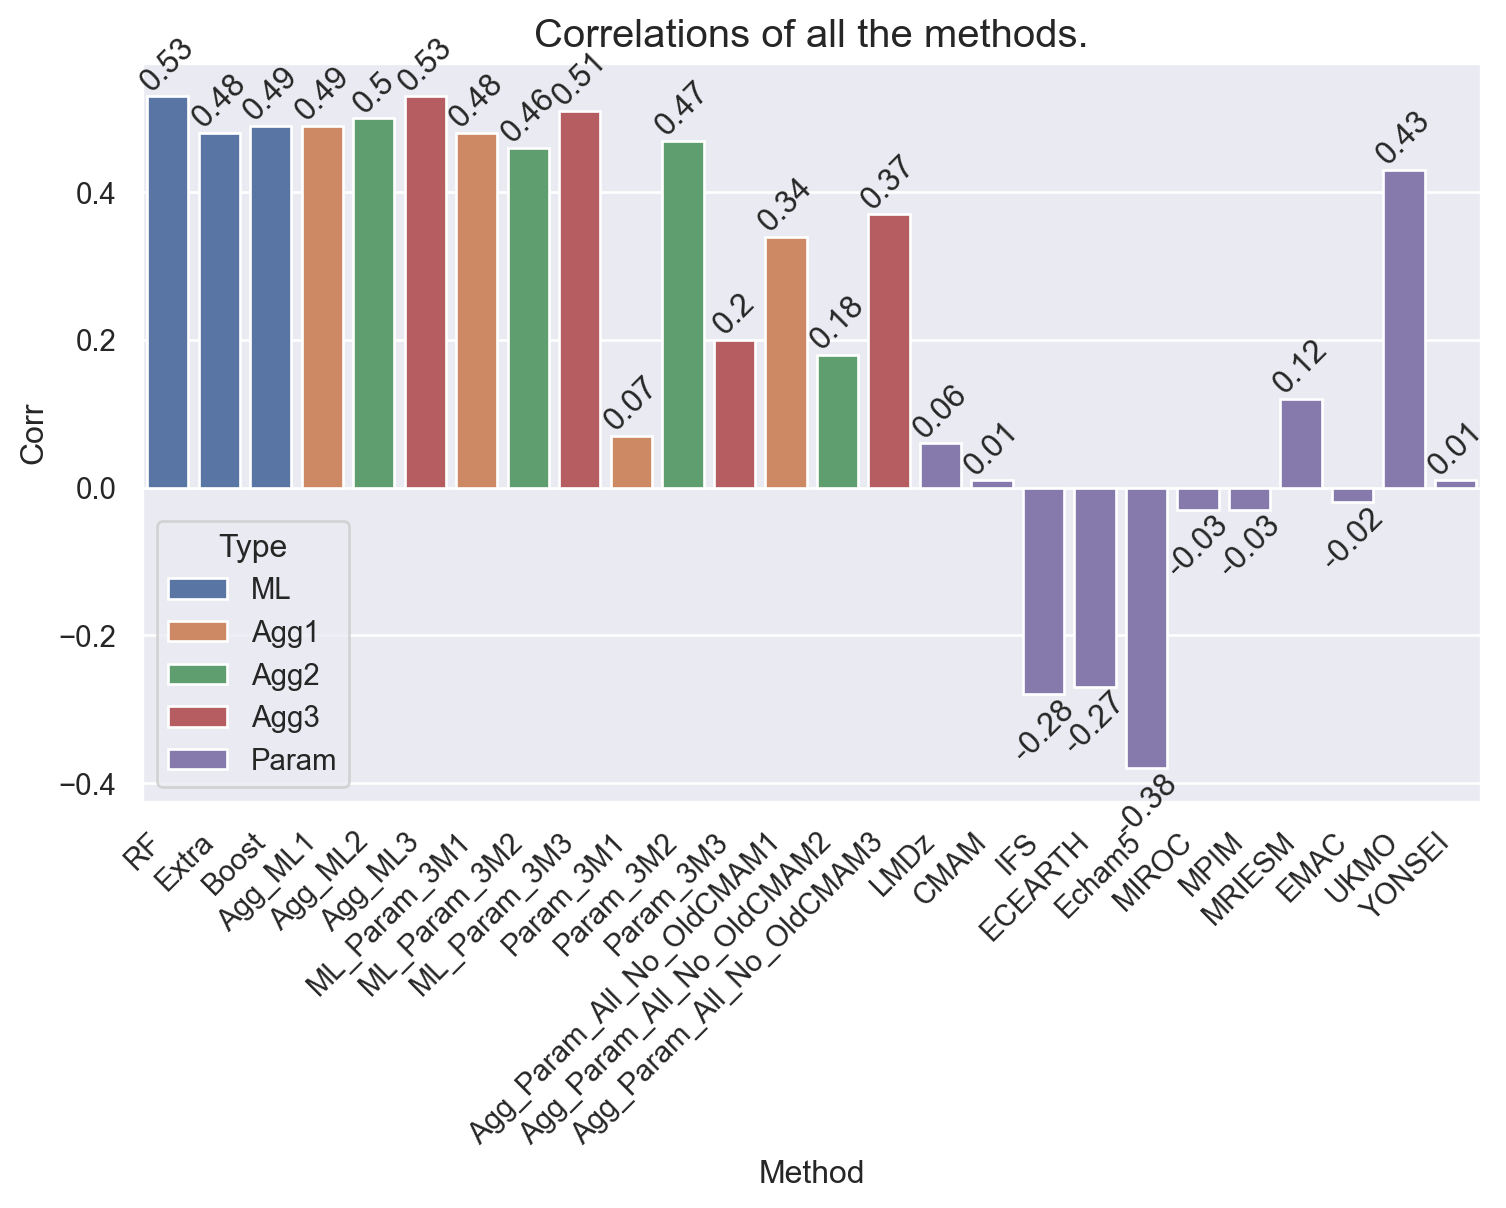 Correlations of all the methods.
0.53
0.48
0.49
0.49
0.5
0.53
0.48
0.46
0.51
0.07
0.47
0.2
0.34
0.18
0.37
0.06
0.01
-0.28
-0.27
-0.38
-0.03
-0.03
0.12
-0.02
0.43
0.01
Corr
0.4
0.2
0.0
−0.2
−0.4
Type
ML
Agg1
Agg2
Agg3
Param
RF
Extra
Boost
Agg_ML1
Agg_ML2
Agg_ML3
ML_Param_3M1
ML_Param_3M2
ML_Param_3M3
Param_3M1
Param_3M2
Param_3M3
Agg_Param_All_No_OldCMAM1
Agg_Param_All_No_OldCMAM2
Agg_Param_All_No_OldCMAM3
LMDz
CMAM
IFS
ECEARTH
Echam5
MIROC
MPIM
MRIESM
EMAC
UKMO
YONSEI
Method